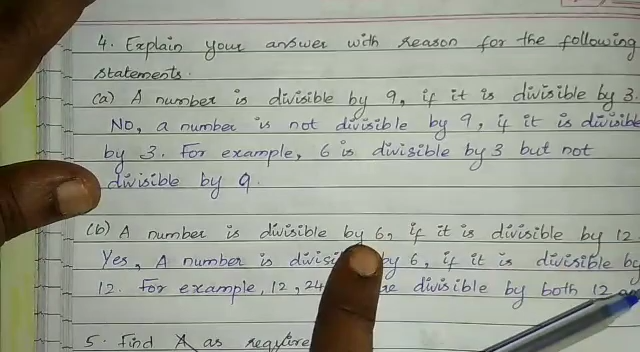 4. Explain your answer with reason for the following
statements.
(a) A number is divisible by 9, if it is divisible by 3.
No, a number is not divisible by 9, if it is divisible
by 3. For example, 6 is divisible by 3 but not
divisible by 9.
(b) A number is divisible by 6, if it is divisible by 12.
Yes, A number is divisi by 6, if it is divisible by
12. For example, 12, 24 divisible by both 12
5. Find A as require